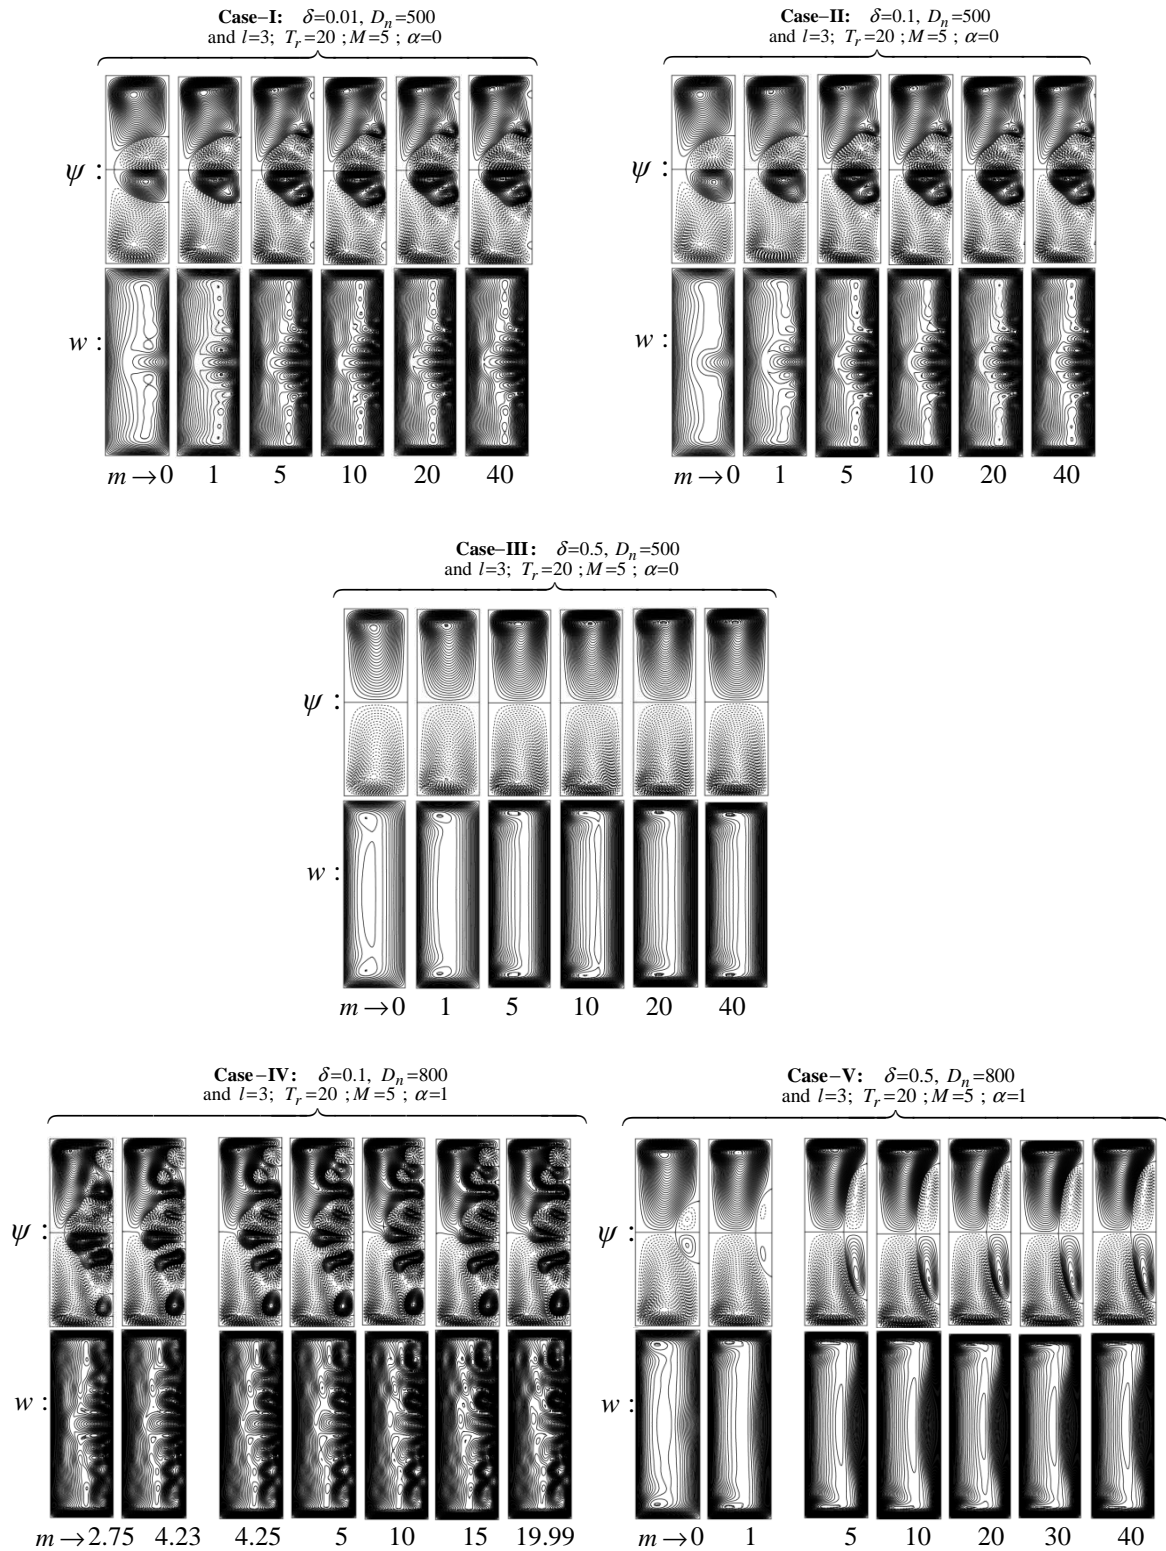 Case–I: δ=0.01, Dₙ=500
and l=3; Tᵣ=20 ; M=5 ; α=0
ψ :
w :
m →0 1 5 10 20 40
Case–II: δ=0.1, Dₙ=500
and l=3; Tᵣ=20 ; M=5 ; α=0
ψ :
w :
m →0 1 5 10 20 40
Case–III: δ=0.5, Dₙ=500
and l=3; Tᵣ=20 ; M=5 ; α=0
ψ :
w :
m →0 1 5 10 20 40
Case–IV: δ=0.1, Dₙ=800
and l=3; Tᵣ=20 ; M=5 ; α=1
ψ :
w :
m →2.75 4.23 4.25 5 10 15 19.99
Case–V: δ=0.5, Dₙ=800
and l=3; Tᵣ=20 ; M=5 ; α=1
ψ :
w :
m →0 1 5 10 20 30 40